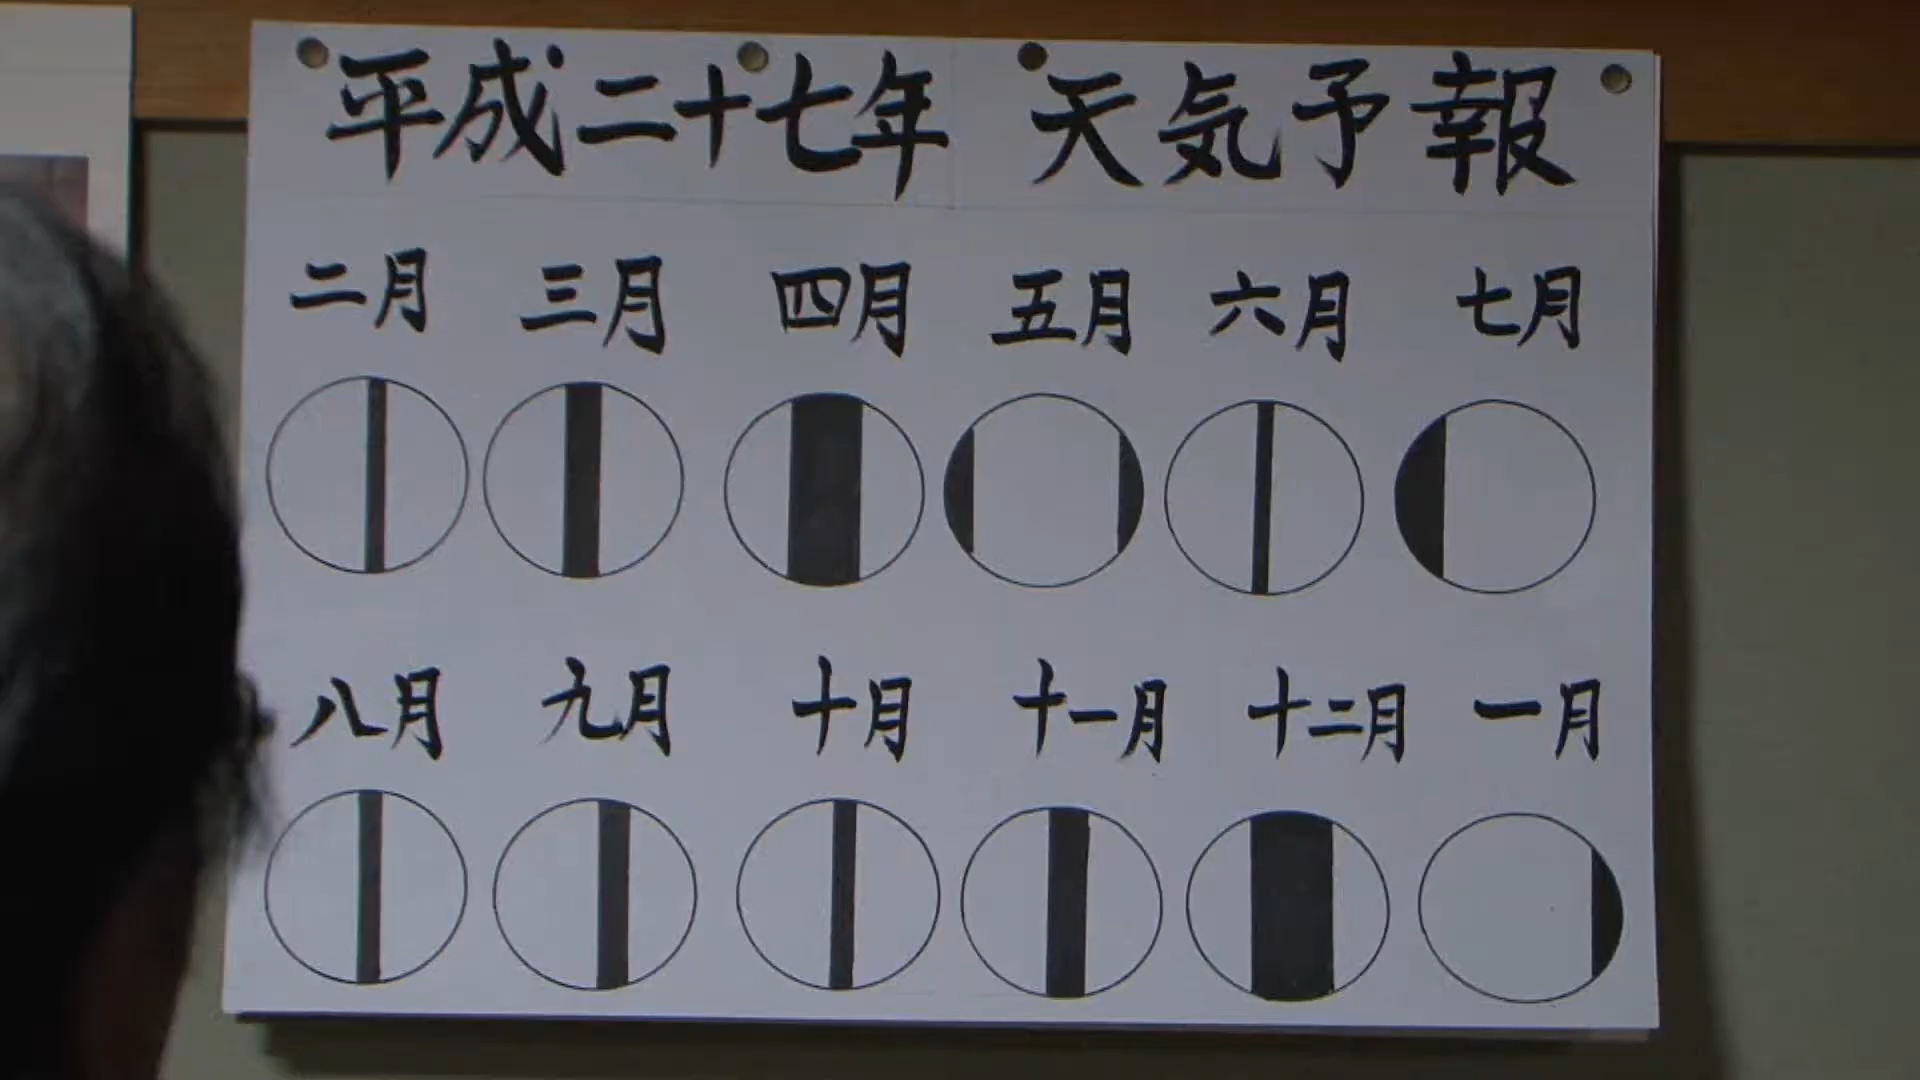 平成二十七年 天気予報
二月 三月 四月 五月 六月 七月
八月 九月 十月 十一月 十二月 一月